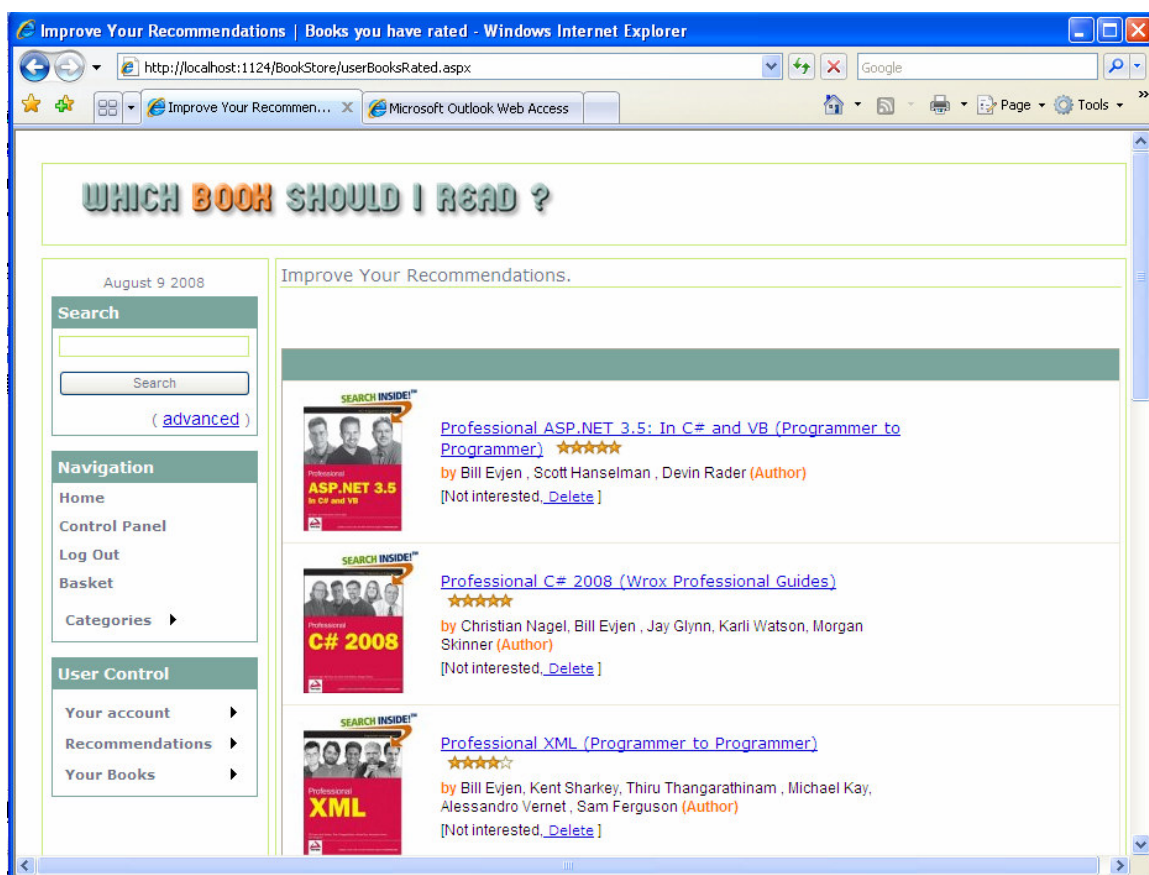 Improve Your Recommendations | Books you have rated - Windows Internet Explorer
http://localhost:1124/BookStore/userBooksRated.aspx
Google
Improve Your Recommen... X
Microsoft Outlook Web Access
Page
Tools
»
WHICH BOOK SHOULD I READ ?
August 9 2008
Search
Search
( advanced )
Navigation
Home
Control Panel
Log Out
Basket
Categories
User Control
Your account
Recommendations
Your Books
Improve Your Recommendations.
SEARCH INSIDE!™
Professional
ASP.NET 3.5
In C# and VB
Professional ASP.NET 3.5: In C# and VB (Programmer to
Programmer)
by Bill Evjen , Scott Hanselman , Devin Rader (Author)
[Not interested, Delete ]
SEARCH INSIDE!™
Professional
C# 2008
Professional C# 2008 (Wrox Professional Guides)
by Christian Nagel, Bill Evjen , Jay Glynn, Karli Watson, Morgan
Skinner (Author)
[Not interested, Delete ]
SEARCH INSIDE!™
Professional
XML
Professional XML (Programmer to Programmer)
by Bill Evjen, Kent Sharkey, Thiru Thangarathinam , Michael Kay,
Alessandro Vernet , Sam Ferguson (Author)
[Not interested, Delete ]